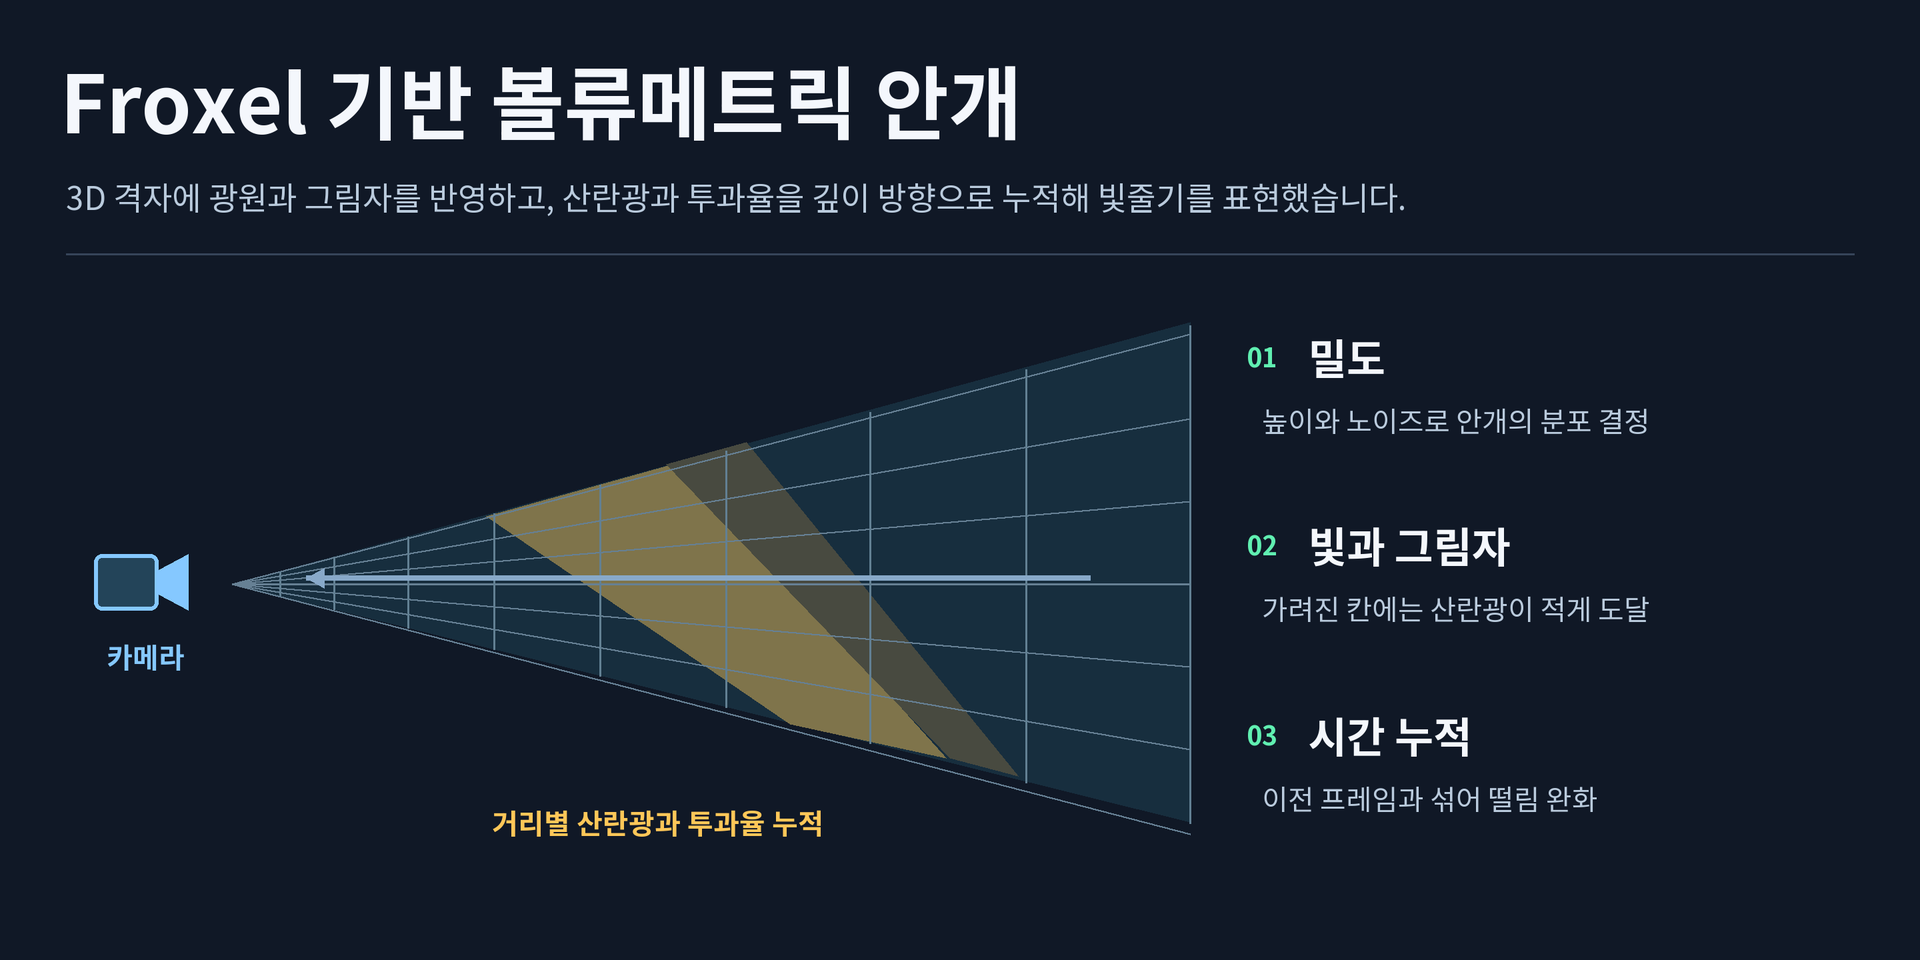 Froxel 기반 볼류메트릭 안개
3D 격자에 광원과 그림자를 반영하고, 산란광과 투과율을 깊이 방향으로 누적해 빛줄기를 표현했습니다.
카메라
거리별 산란광과 투과율 누적
01 밀도
높이와 노이즈로 안개의 분포 결정
02 빛과 그림자
가려진 칸에는 산란광이 적게 도달
03 시간 누적
이전 프레임과 섞어 떨림 완화